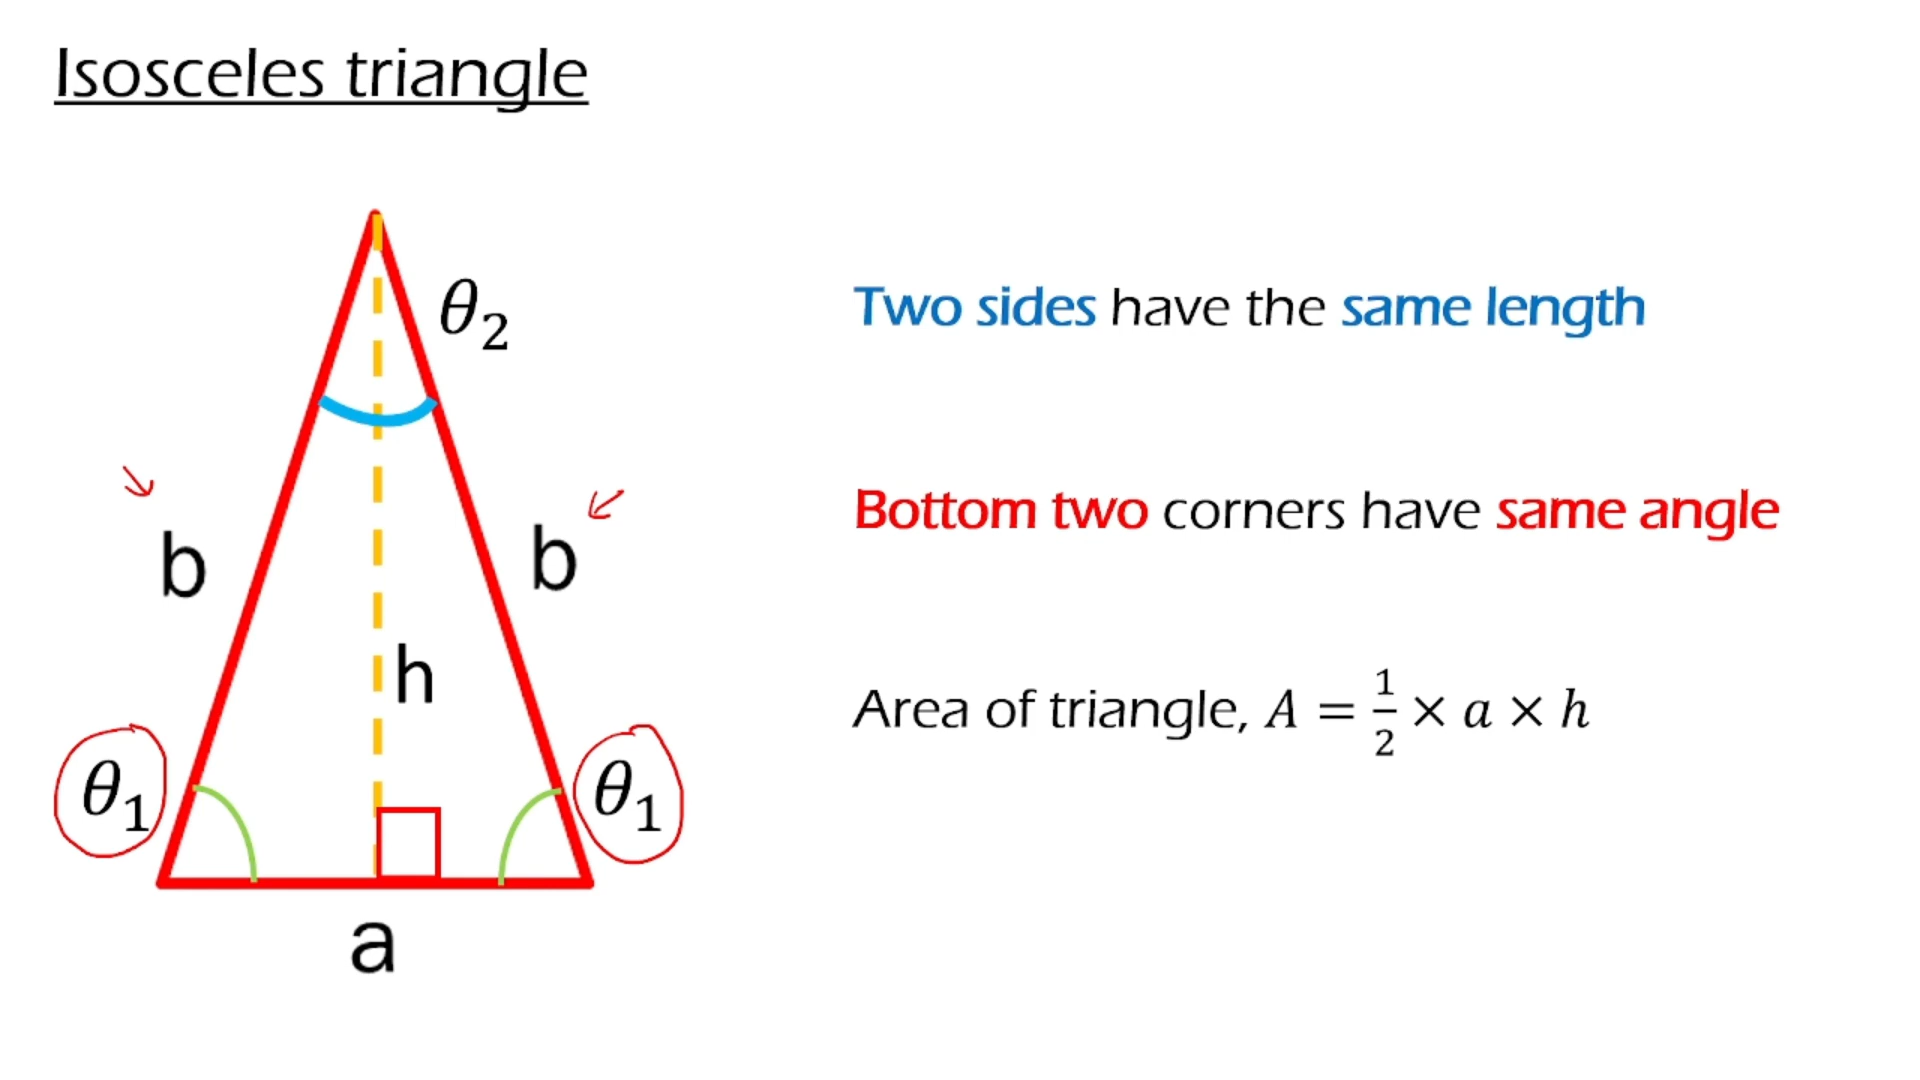 Isosceles triangle
θ₂
Two sides have the same length
Bottom two corners have same angle
b
b
h
Area of triangle, A = 1/2 × a × h
θ₁
θ₁
a